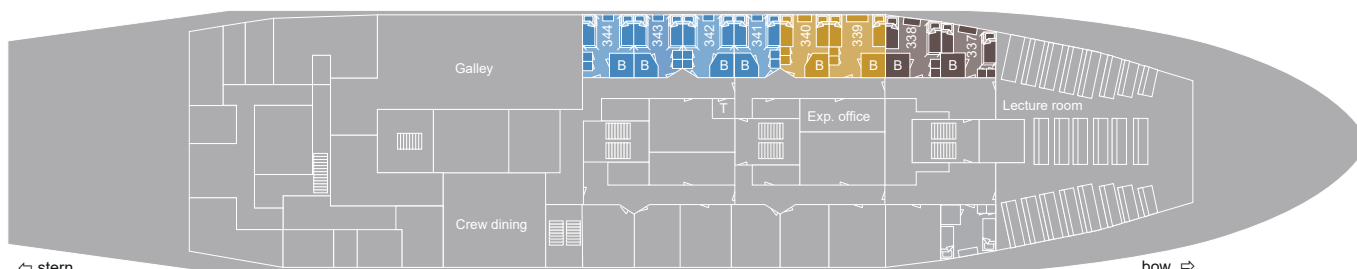 344 343 342 341 340 339 338 337
B B B B B B B B
Galley
Lecture room
T
Exp. office
Crew dining
⇦ stern
bow ⇨